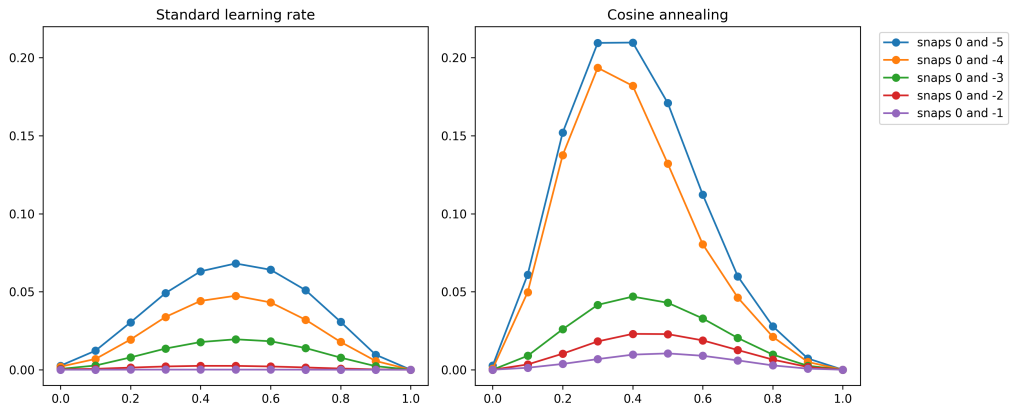 Standard learning rate
0.20
0.15
0.10
0.05
0.00
0.0 0.2 0.4 0.6 0.8 1.0
Cosine annealing
0.20
0.15
0.10
0.05
0.00
0.0 0.2 0.4 0.6 0.8 1.0
snaps 0 and -5
snaps 0 and -4
snaps 0 and -3
snaps 0 and -2
snaps 0 and -1